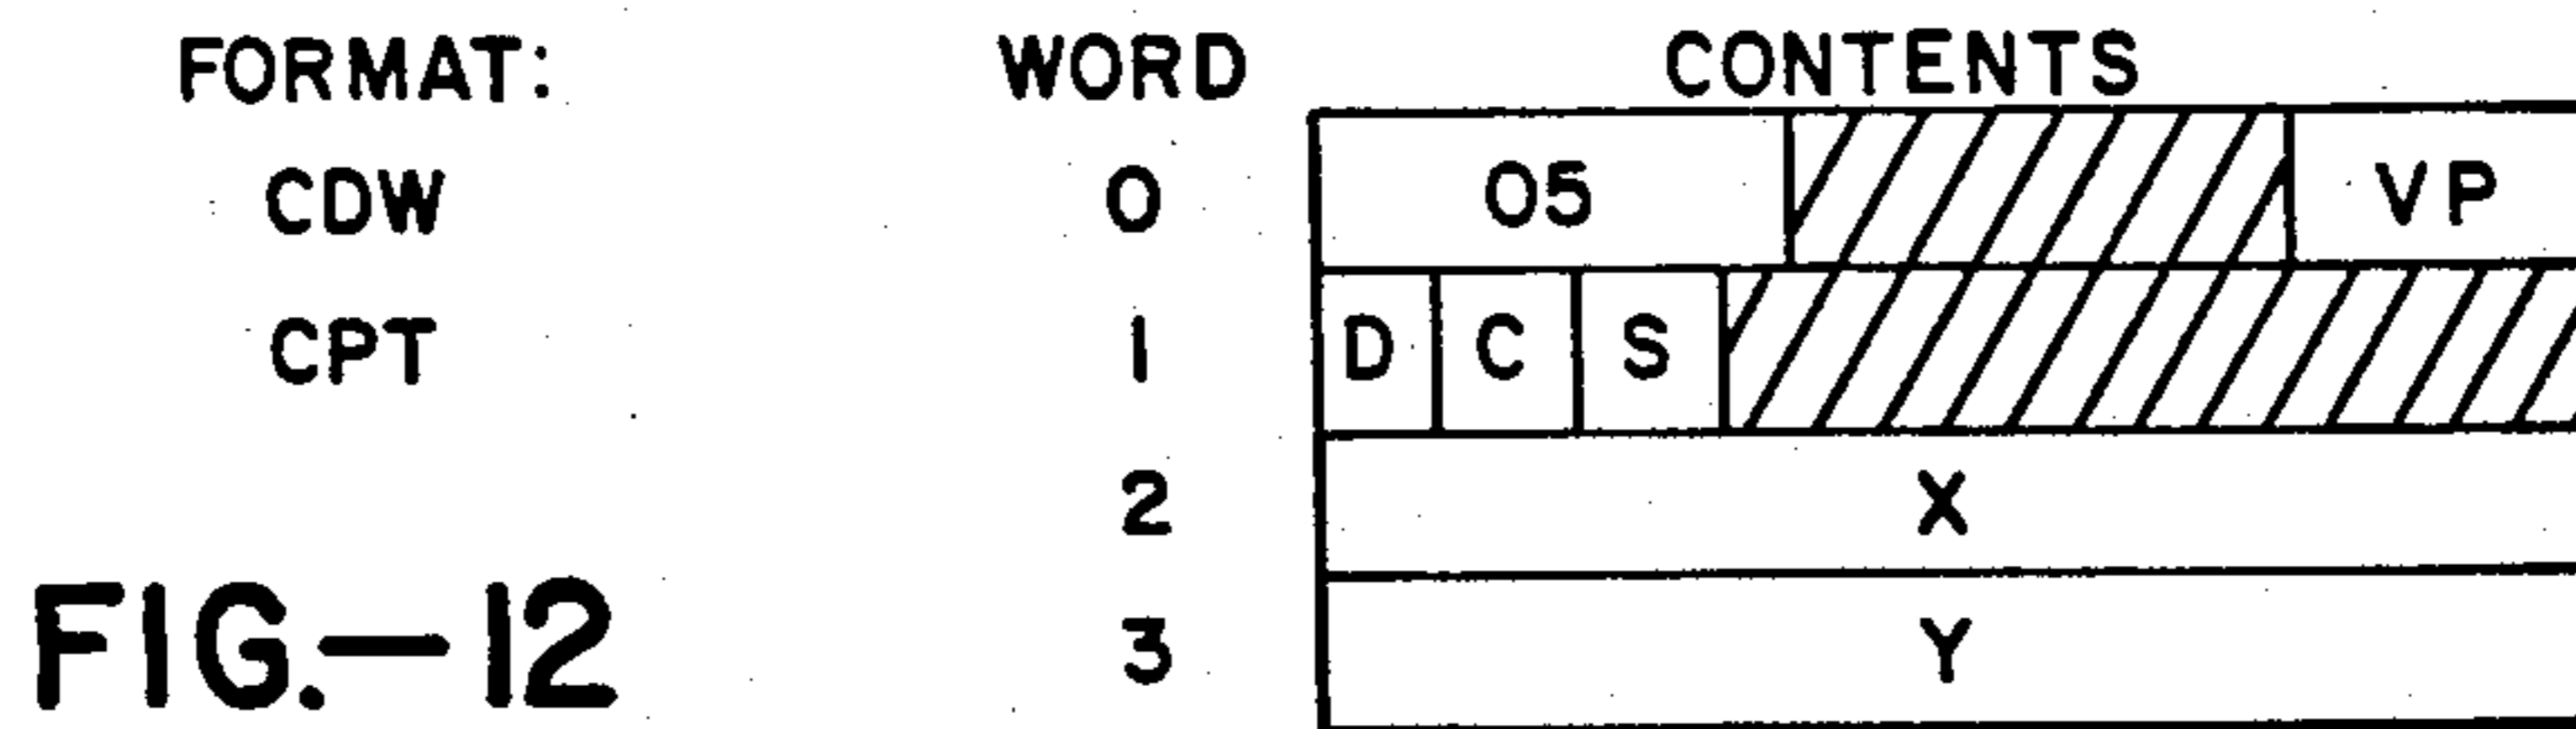 FORMAT: WORD CONTENTS
CDW 0 05 VP
CPT 1 D C S
2 X
3 Y
FIG.-12